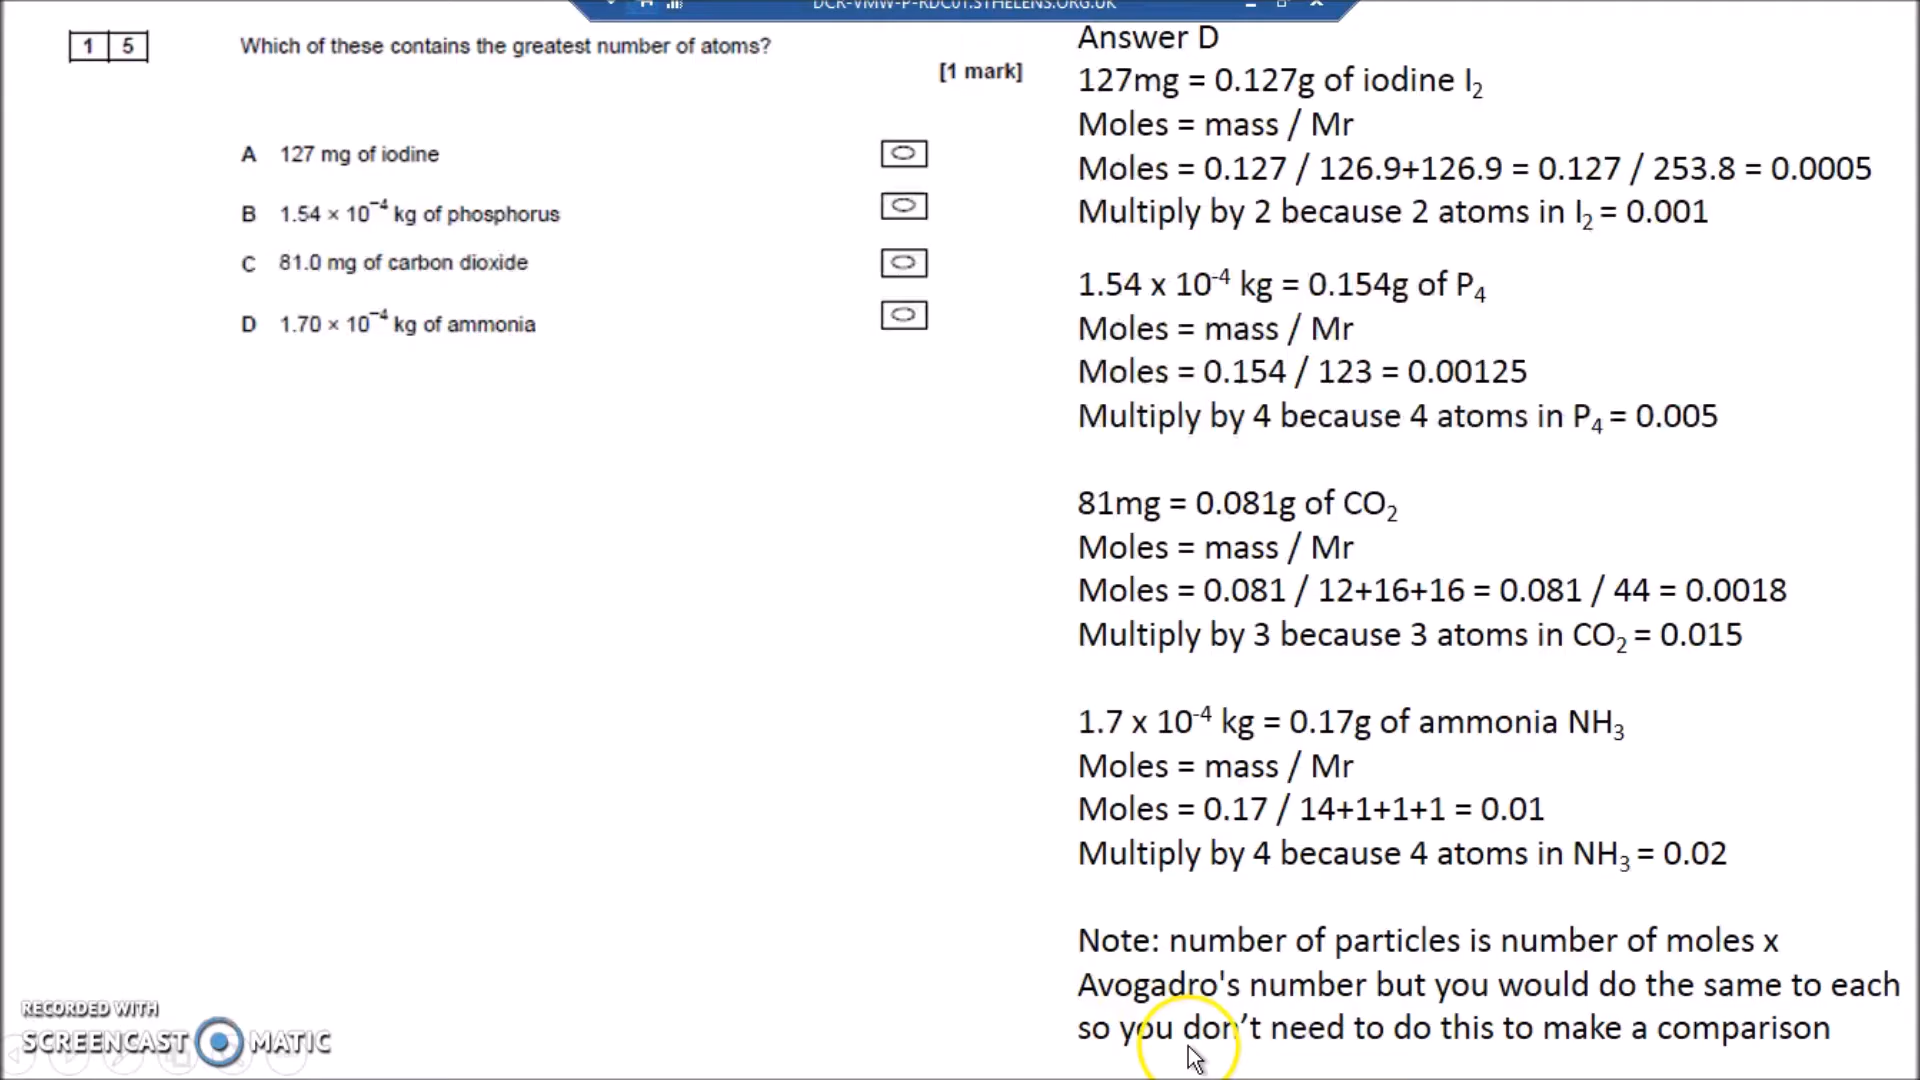 DCR-VMW-P-RDC01.STHELENS.ORG.UK
1 5
Which of these contains the greatest number of atoms?
[1 mark]
A 127 mg of iodine
B 1.54 × 10⁻⁴ kg of phosphorus
C 81.0 mg of carbon dioxide
D 1.70 × 10⁻⁴ kg of ammonia
Answer D
127mg = 0.127g of iodine I₂
Moles = mass / Mr
Moles = 0.127 / 126.9+126.9 = 0.127 / 253.8 = 0.0005
Multiply by 2 because 2 atoms in I₂ = 0.001
1.54 x 10⁻⁴ kg = 0.154g of P₄
Moles = mass / Mr
Moles = 0.154 / 123 = 0.00125
Multiply by 4 because 4 atoms in P₄ = 0.005
81mg = 0.081g of CO₂
Moles = mass / Mr
Moles = 0.081 / 12+16+16 = 0.081 / 44 = 0.0018
Multiply by 3 because 3 atoms in CO₂ = 0.015
1.7 x 10⁻⁴ kg = 0.17g of ammonia NH₃
Moles = mass / Mr
Moles = 0.17 / 14+1+1+1 = 0.01
Multiply by 4 because 4 atoms in NH₃ = 0.02
Note: number of particles is number of moles x
Avogadro's number but you would do the same to each
so you don’t need to do this to make a comparison
RECORDED WITH
SCREENCAST MATIC